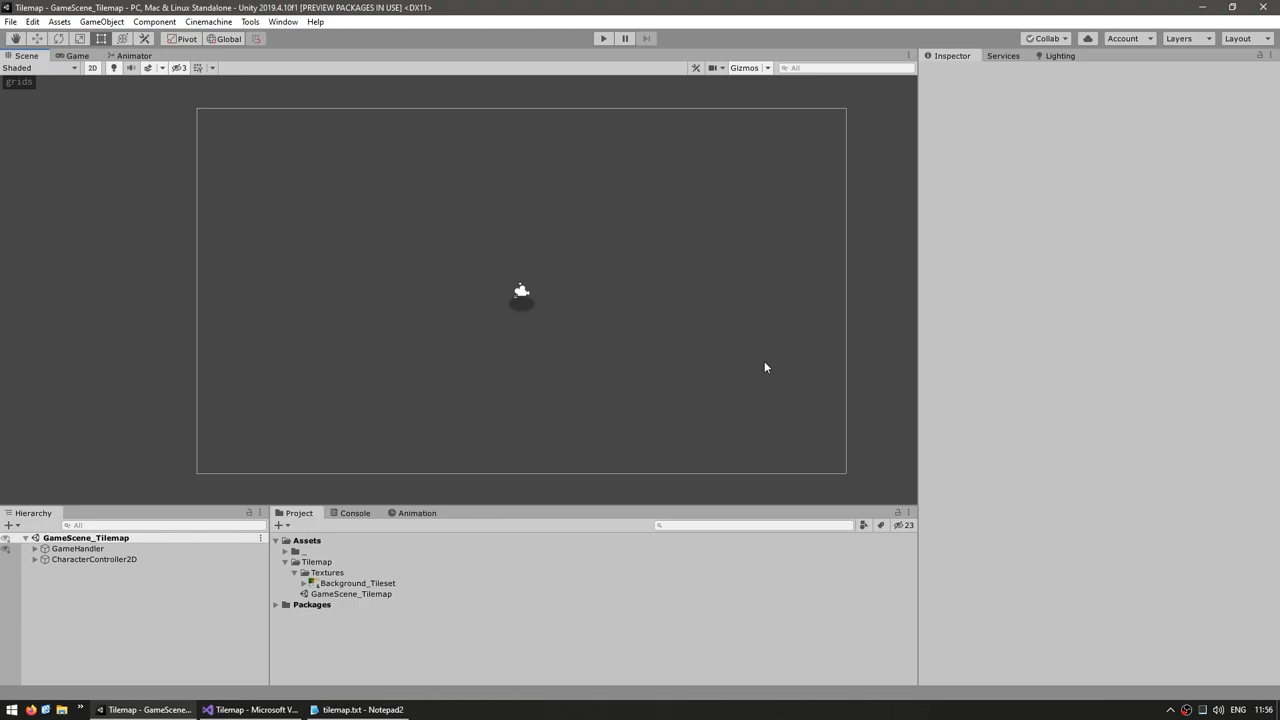 Tilemap - GameScene_Tilemap - PC, Mac & Linux Standalone - Unity 2019.4.10f1 [PREVIEW PACKAGES IN USE] <DX11>
File Edit Assets GameObject Component Cinemachine Tools Window Help
Pivot Global Collab Account Layers Layout
Scene Game Animator Inspector Services Lighting
Shaded 2D 3 Gizmos All
grids
Hierarchy Project Console Animation
All 23
GameScene_Tilemap Assets
GameHandler _
CharacterController2D Tilemap
Textures
Background_Tileset
GameScene_Tilemap
Packages
Tilemap - GameScene... Tilemap - Microsoft V... tilemap.txt - Notepad2 ENG 11:56